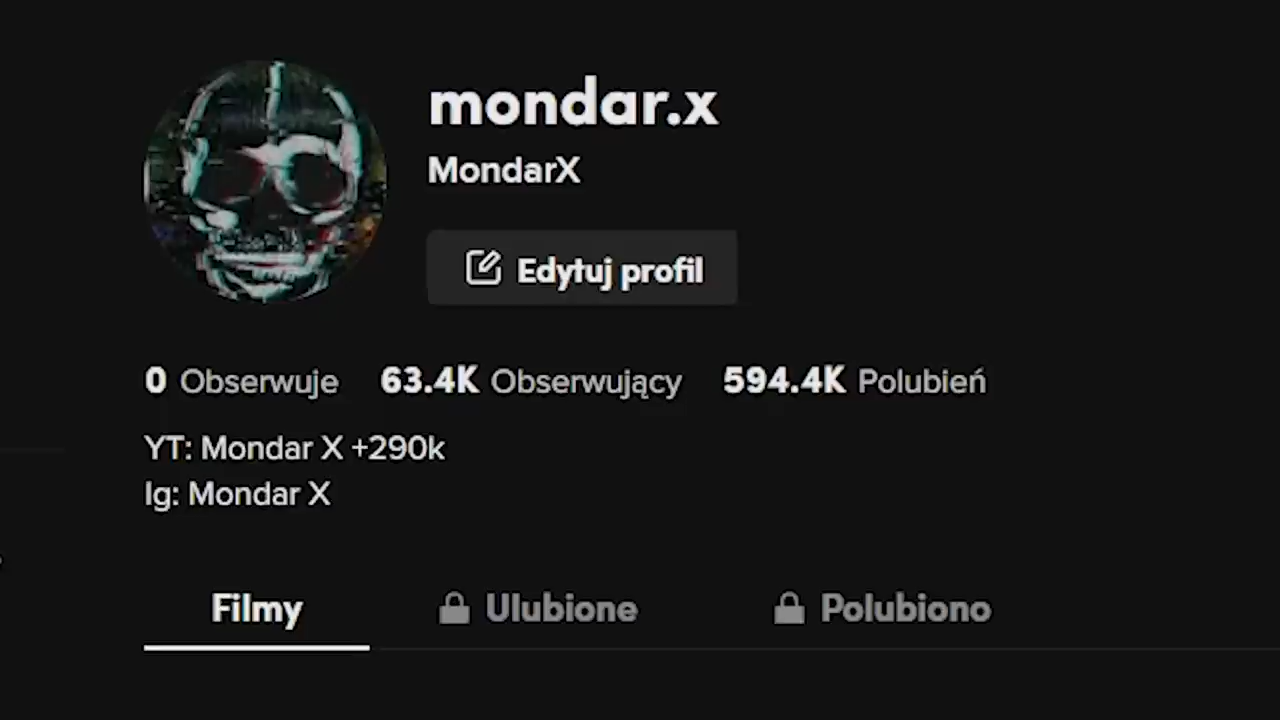 mondar.x
MondarX
Edytuj profil
0 Obserwuje 63.4K Obserwujący 594.4K Polubień
YT: Mondar X +290k
Ig: Mondar X
Filmy Ulubione Polubiono